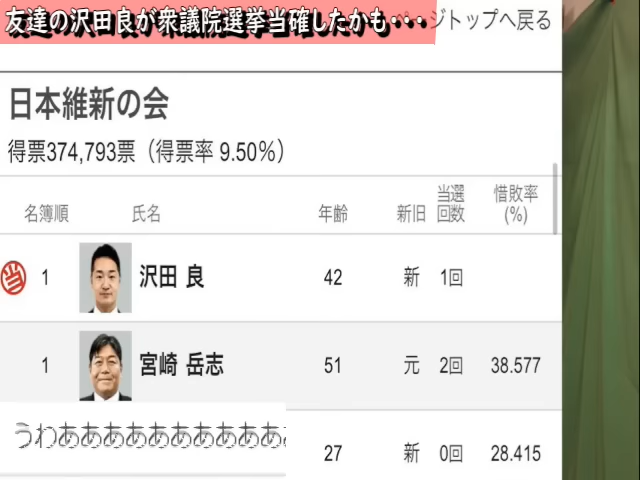 友達の沢田良が衆議院選挙当確したかも・・・
ジトップへ戻る
日本維新の会
得票374,793票（得票率 9.50%）
名簿順 氏名 年齢 新旧 当選回数 惜敗率(%)
当 1 沢田 良 42 新 1回
1 宮崎 岳志 51 元 2回 38.577
うわああああああああああ
27 新 0回 28.415